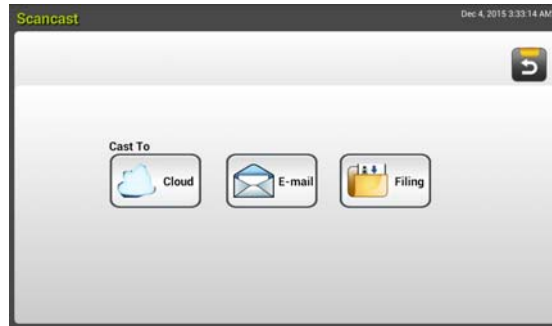 Scancast
Dec 4, 2015 3:33:14 AM
Cast To
Cloud
E-mail
Filing